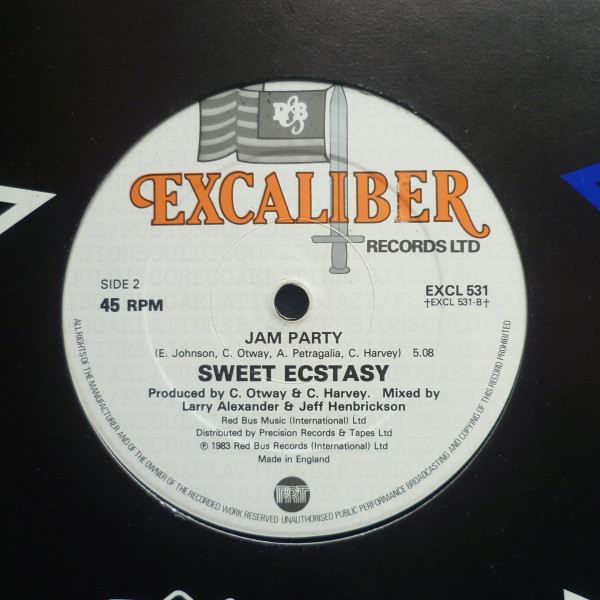 R&B
EXCALIBER
RECORDS LTD
SIDE 2
45 RPM
EXCL 531
†EXCL 531-B†
JAM PARTY
(E. Johnson, C. Otway, A. Petragalia, C. Harvey) 5.08
SWEET ECSTASY
Produced by C. Otway & C. Harvey. Mixed by
Larry Alexander & Jeff Henbrickson
Red Bus Music (International) Ltd
Distributed by Precision Records & Tapes Ltd
℗ 1983 Red Bus Records (International) Ltd
Made in England
PRT
ALL RIGHTS OF THE MANUFACTURER AND OF THE OWNER OF THE RECORDED WORK RESERVED UNAUTHORISED PUBLIC PERFORMANCE BROADCASTING AND COPYING OF THIS RECORD PROHIBITED